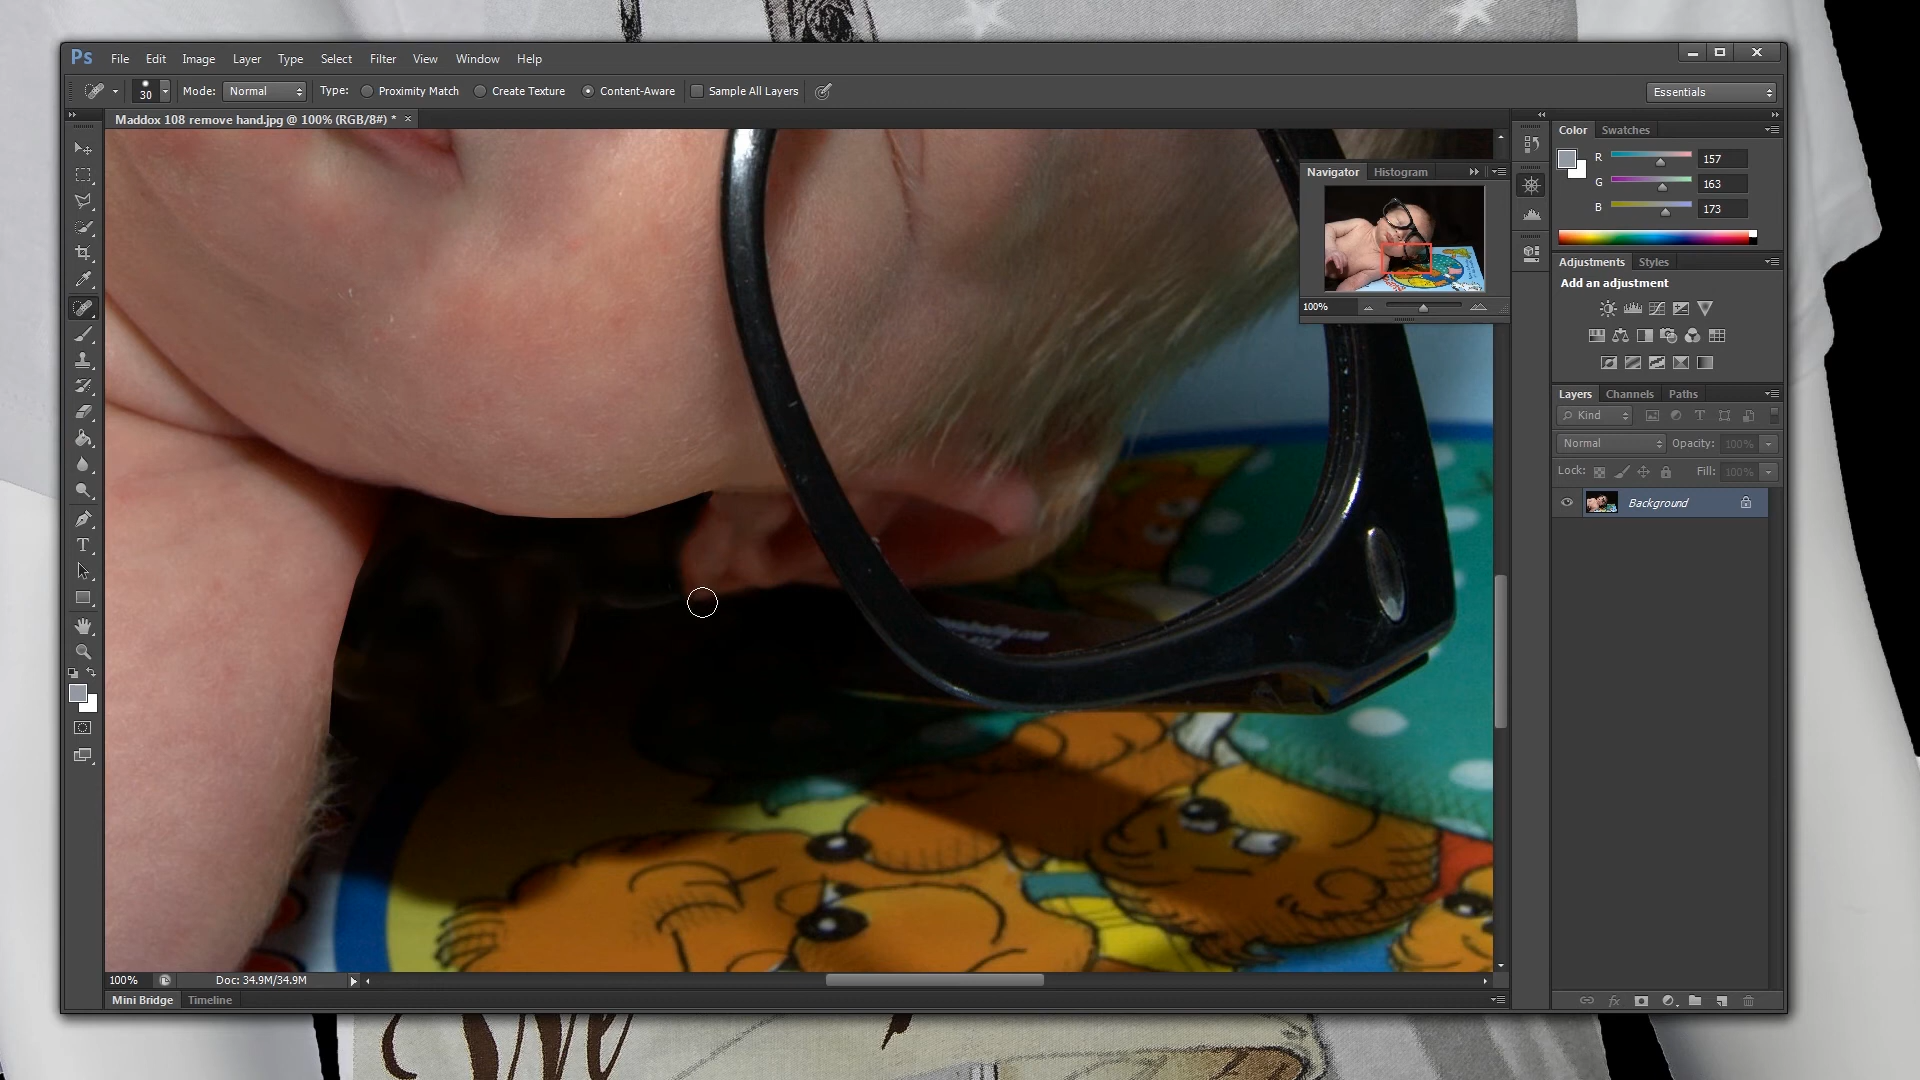 Ps File Edit Image Layer Type Select Filter View Window Help
30 Mode: Normal Type: Proximity Match Create Texture Content-Aware Sample All Layers Essentials
Maddox 108 remove hand.jpg @ 100% (RGB/8#) * ×
Navigator Histogram
100%
Color Swatches
R 157
G 163
B 173
Adjustments Styles
Add an adjustment
Layers Channels Paths
Kind
Normal Opacity: 100%
Lock: Fill: 100%
Background
fx
100% Doc: 34.9M/34.9M
Mini Bridge Timeline